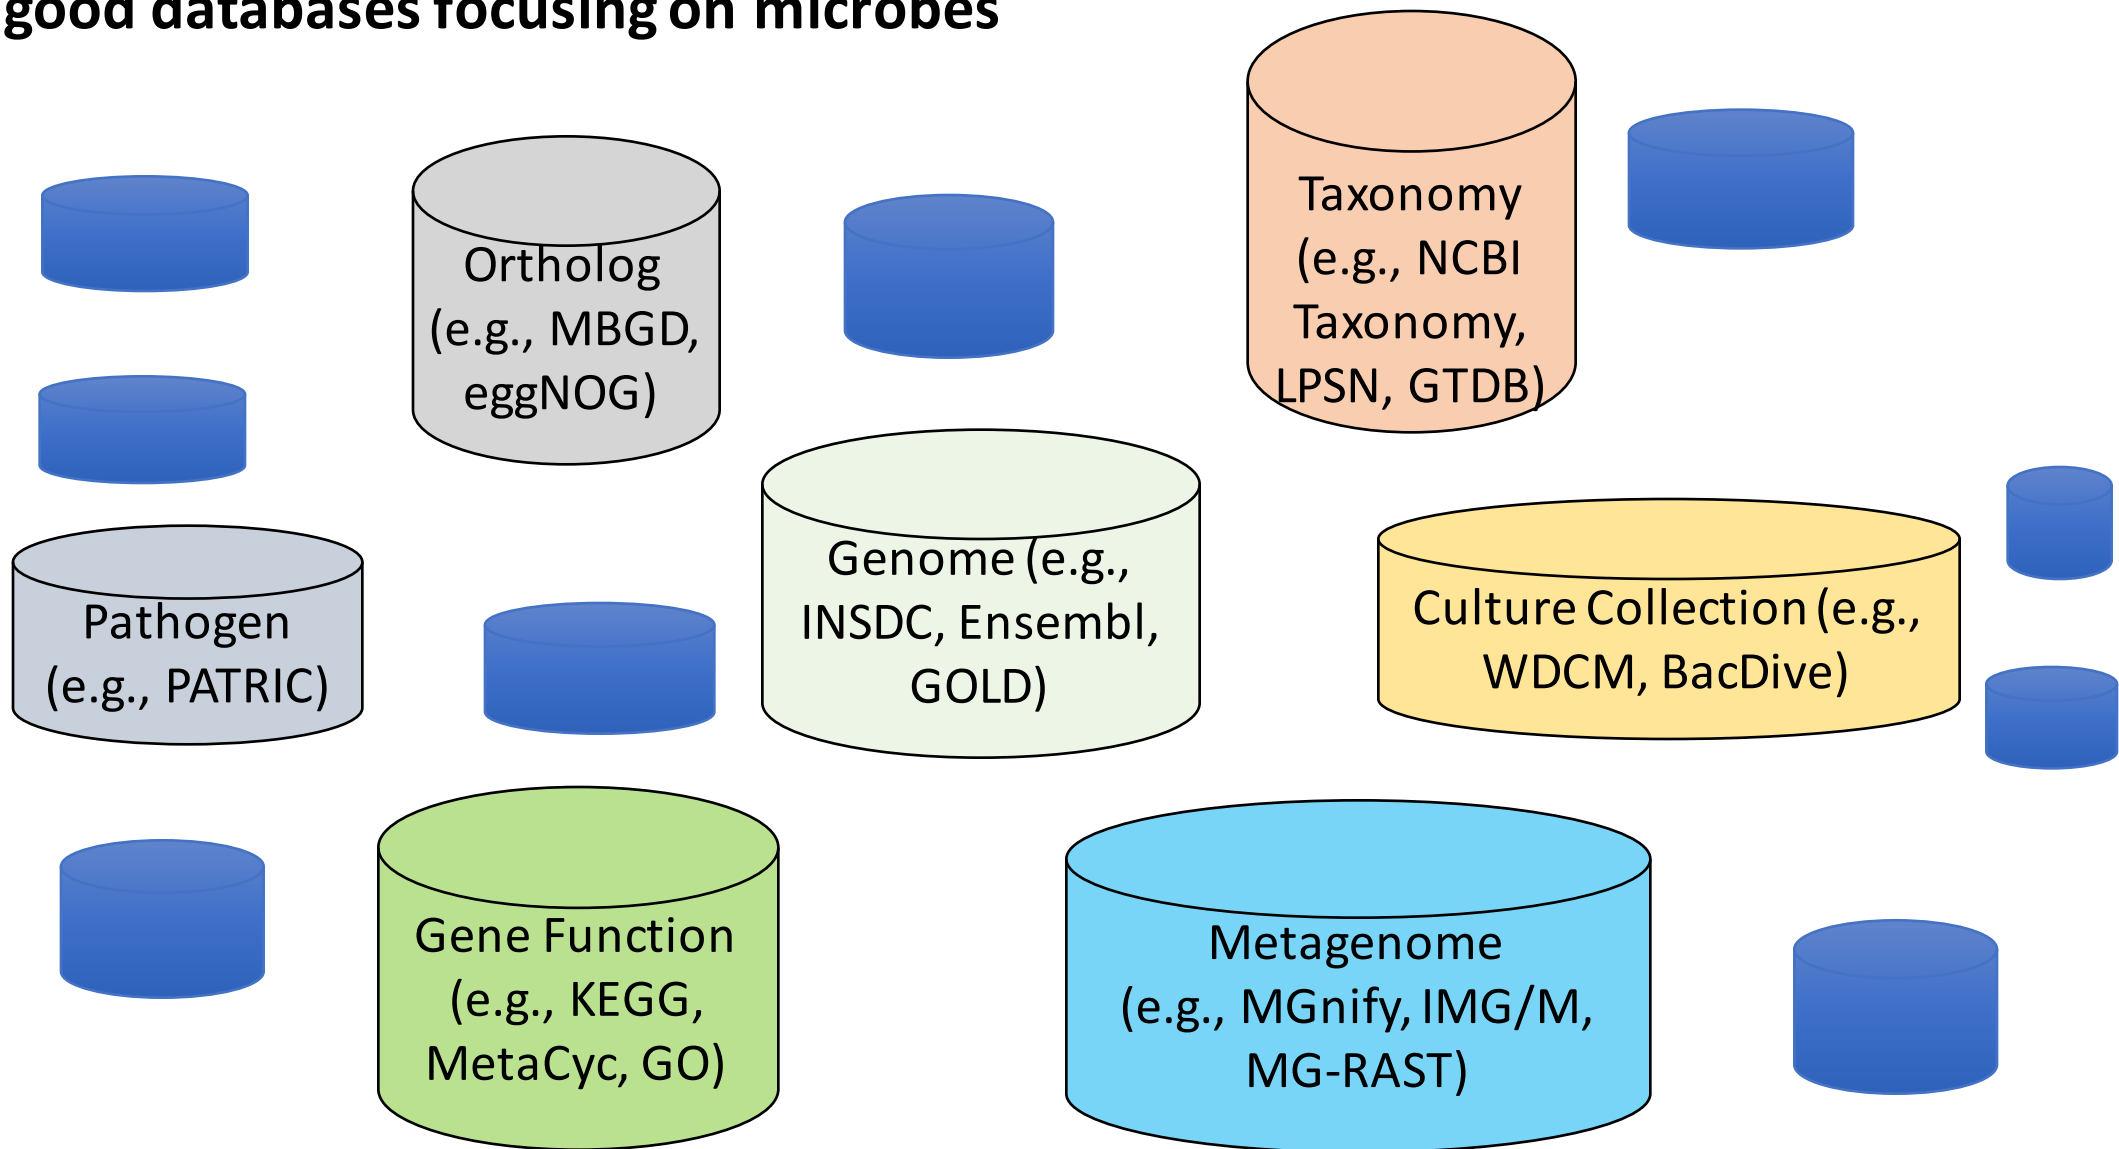 good databases focusing on microbes
Ortholog
(e.g., MBGD,
eggNOG)
Taxonomy
(e.g., NCBI
Taxonomy,
LPSN, GTDB)
Pathogen
(e.g., PATRIC)
Genome (e.g.,
INSDC, Ensembl,
GOLD)
Culture Collection (e.g.,
WDCM, BacDive)
Gene Function
(e.g., KEGG,
MetaCyc, GO)
Metagenome
(e.g., MGnify, IMG/M,
MG-RAST)